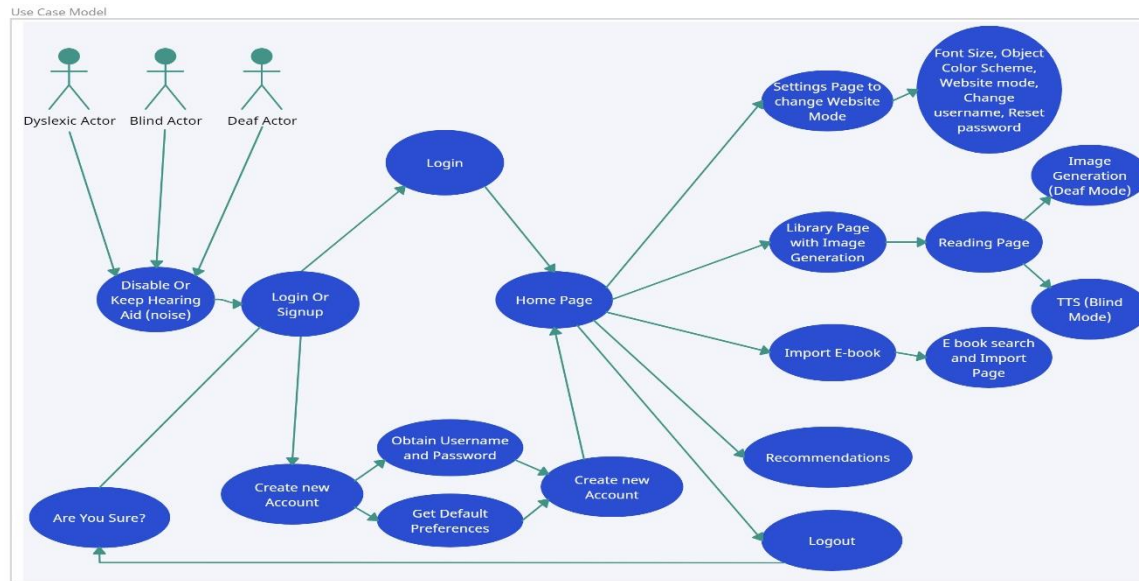 Use Case Model
Dyslexic Actor
Blind Actor
Deaf Actor
Disable Or
Keep Hearing
Aid (noise)
Login Or
Signup
Login
Home Page
Settings Page to
change Website
Mode
Font Size, Object
Color Scheme,
Website mode,
Change
username, Reset
password
Library Page
with Image
Generation
Reading Page
Image
Generation
(Deaf Mode)
TTS (Blind
Mode)
Import E-book
E book search
and Import
Page
Recommendations
Logout
Are You Sure?
Create new
Account
Obtain Username
and Password
Get Default
Preferences
Create new
Account